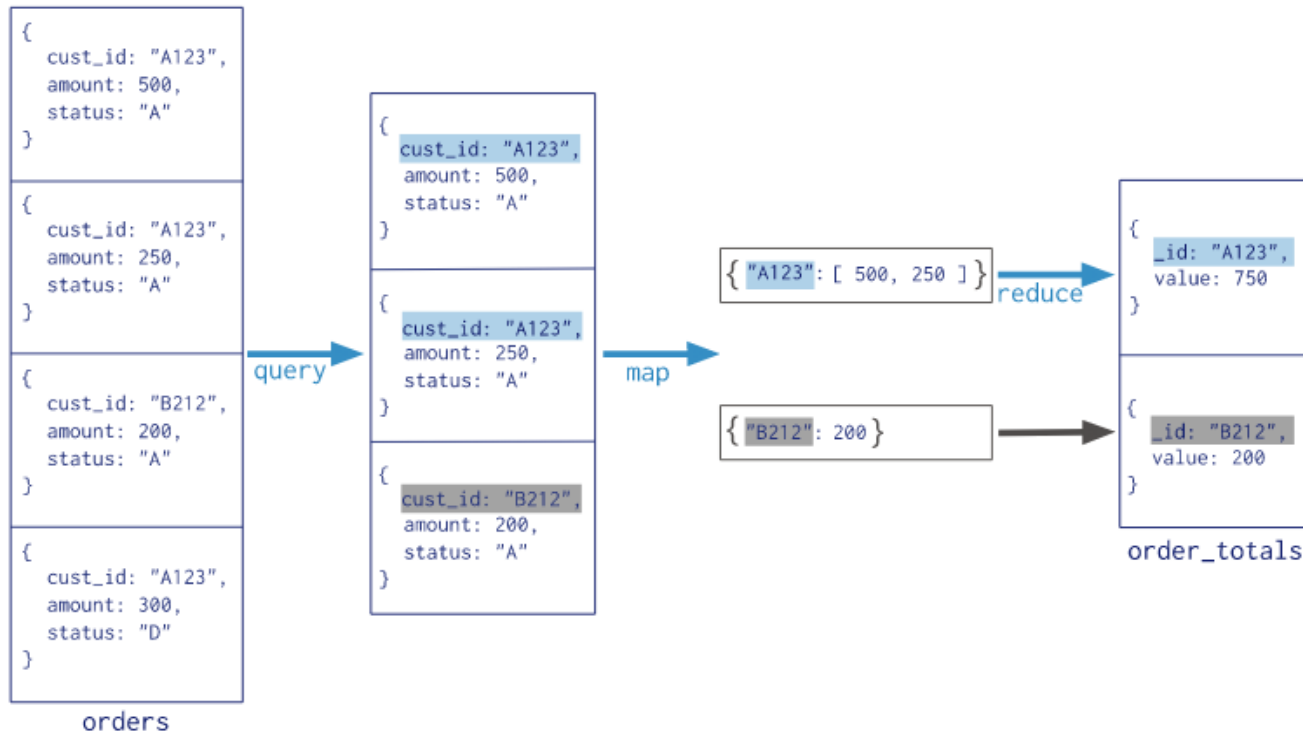 {
cust_id: "A123",
amount: 500,
status: "A"
}
{
cust_id: "A123",
amount: 250,
status: "A"
}
{
cust_id: "B212",
amount: 200,
status: "A"
}
{
cust_id: "A123",
amount: 300,
status: "D"
}
orders
query
{
cust_id: "A123",
amount: 500,
status: "A"
}
{
cust_id: "A123",
amount: 250,
status: "A"
}
{
cust_id: "B212",
amount: 200,
status: "A"
}
map
{ "A123": [ 500, 250 ] }
reduce
{ "B212": 200 }
{
_id: "A123",
value: 750
}
{
_id: "B212",
value: 200
}
order_totals